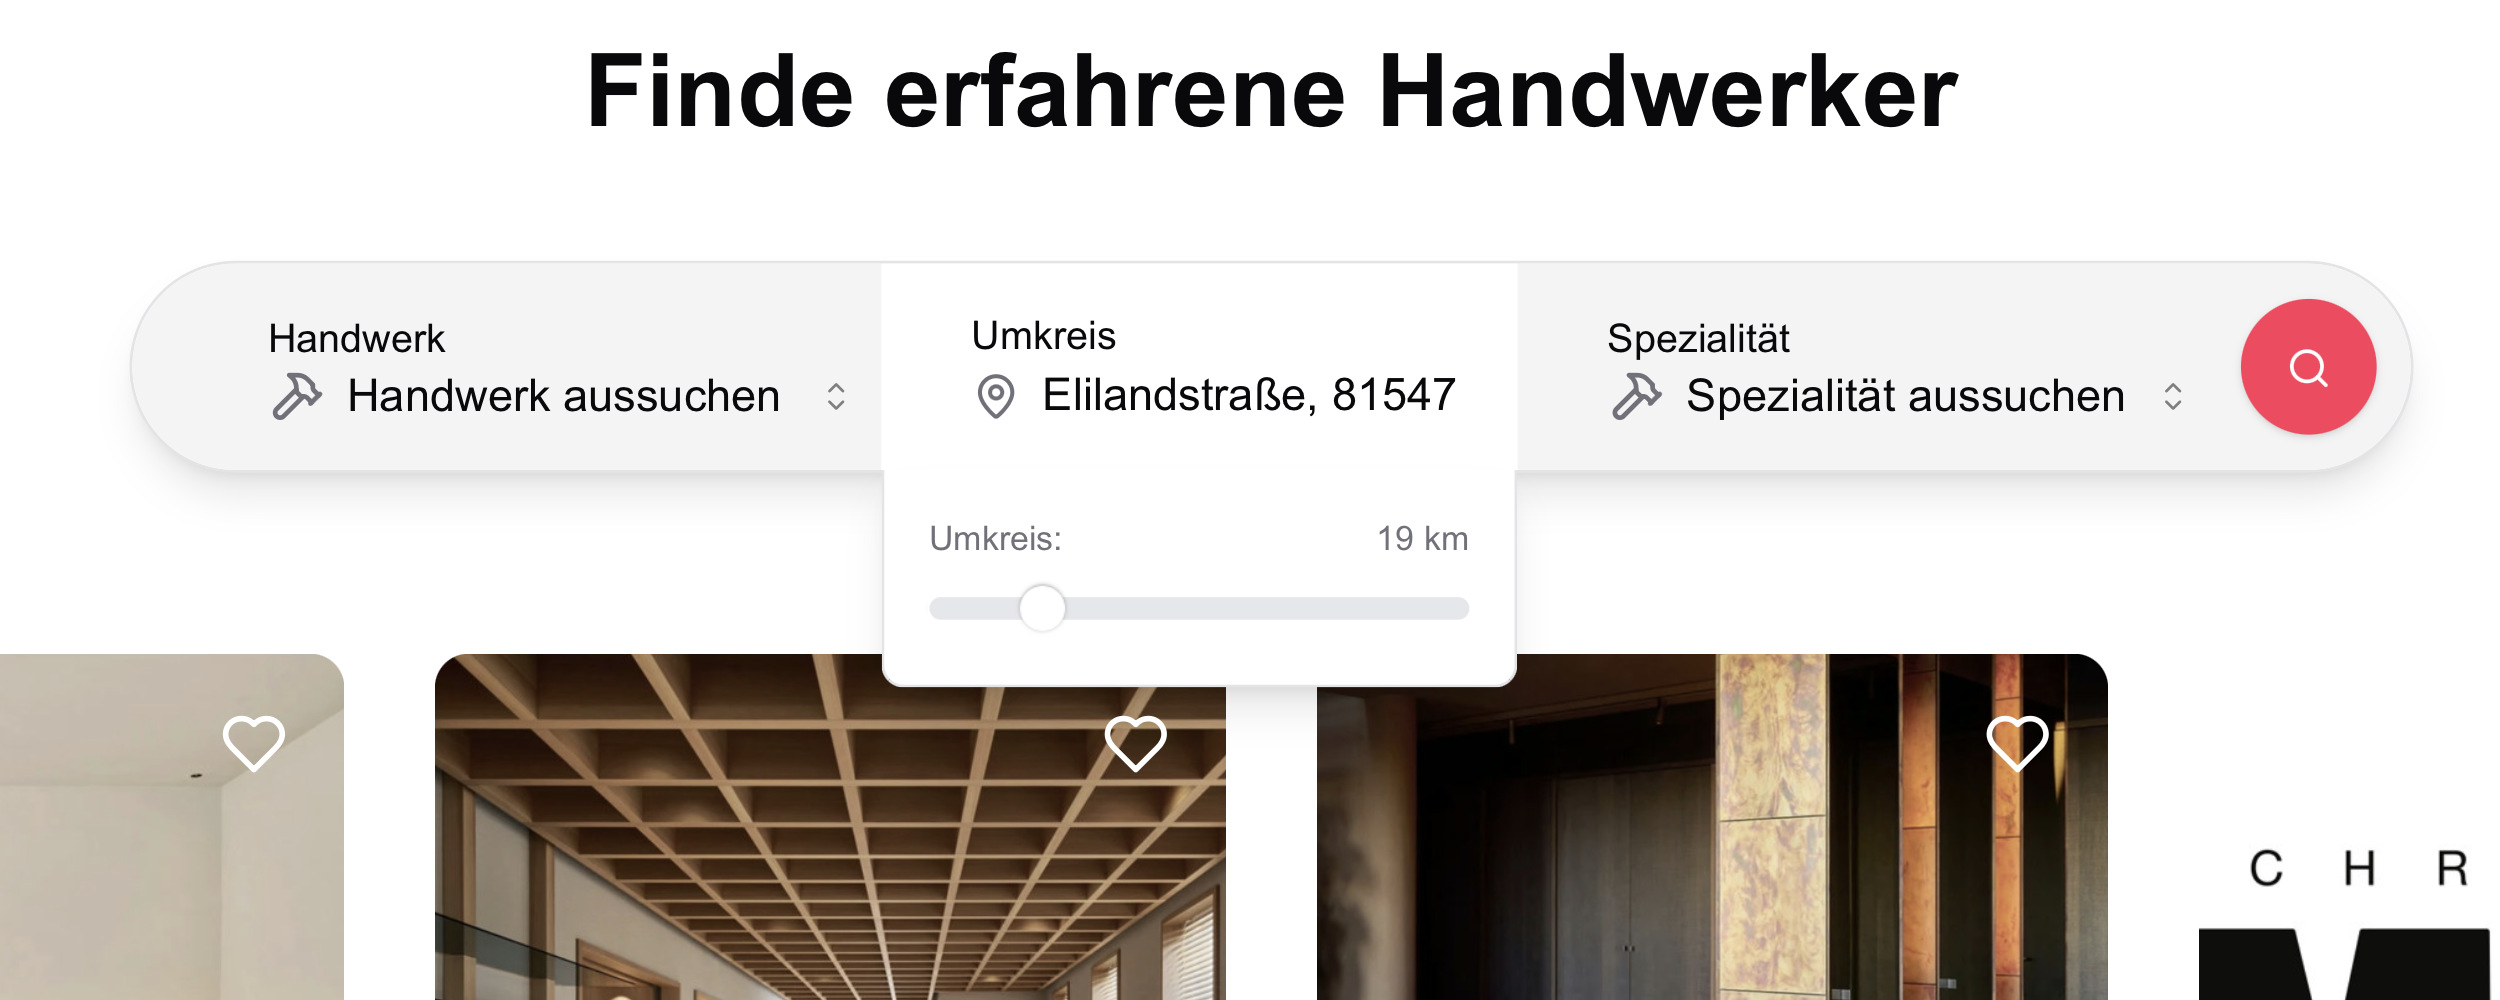 Finde erfahrene Handwerker
Handwerk
Handwerk aussuchen
Umkreis
Elilandstraße, 81547
Spezialität
Spezialität aussuchen
Umkreis: 19 km
C H R